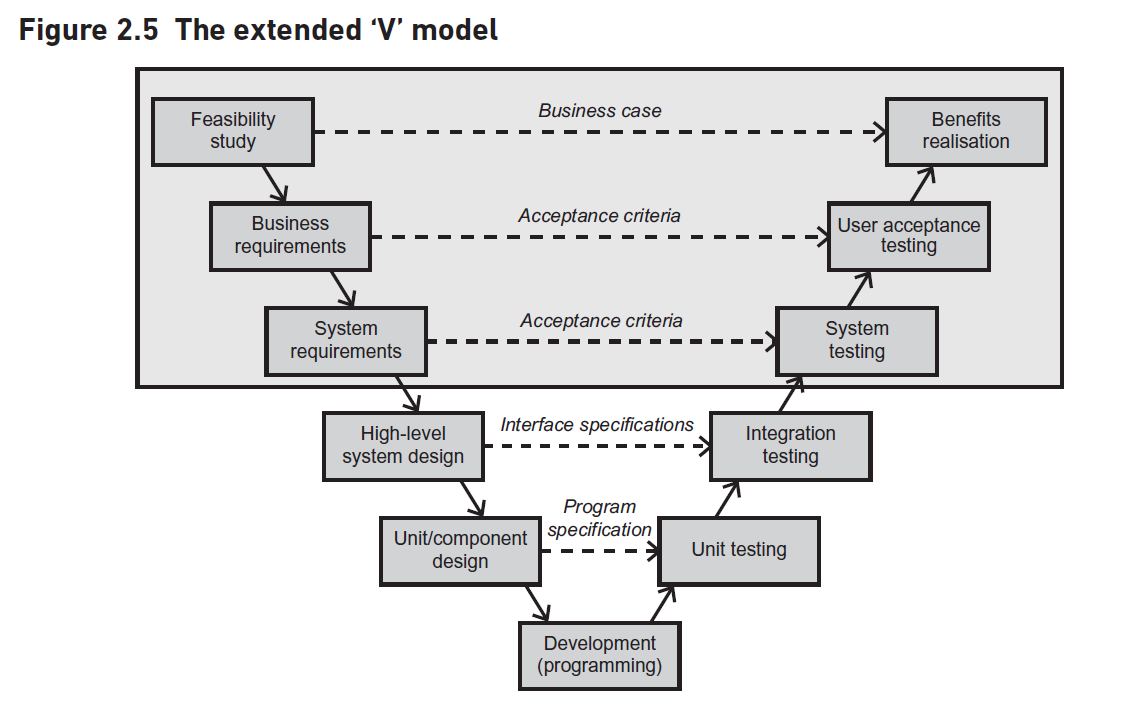 Figure 2.5 The extended ‘V’ model
Feasibility
study
Business case
Benefits
realisation
Business
requirements
Acceptance criteria
User acceptance
testing
System
requirements
Acceptance criteria
System
testing
High-level
system design
Interface specifications
Integration
testing
Unit/component
design
Program
specification
Unit testing
Development
(programming)